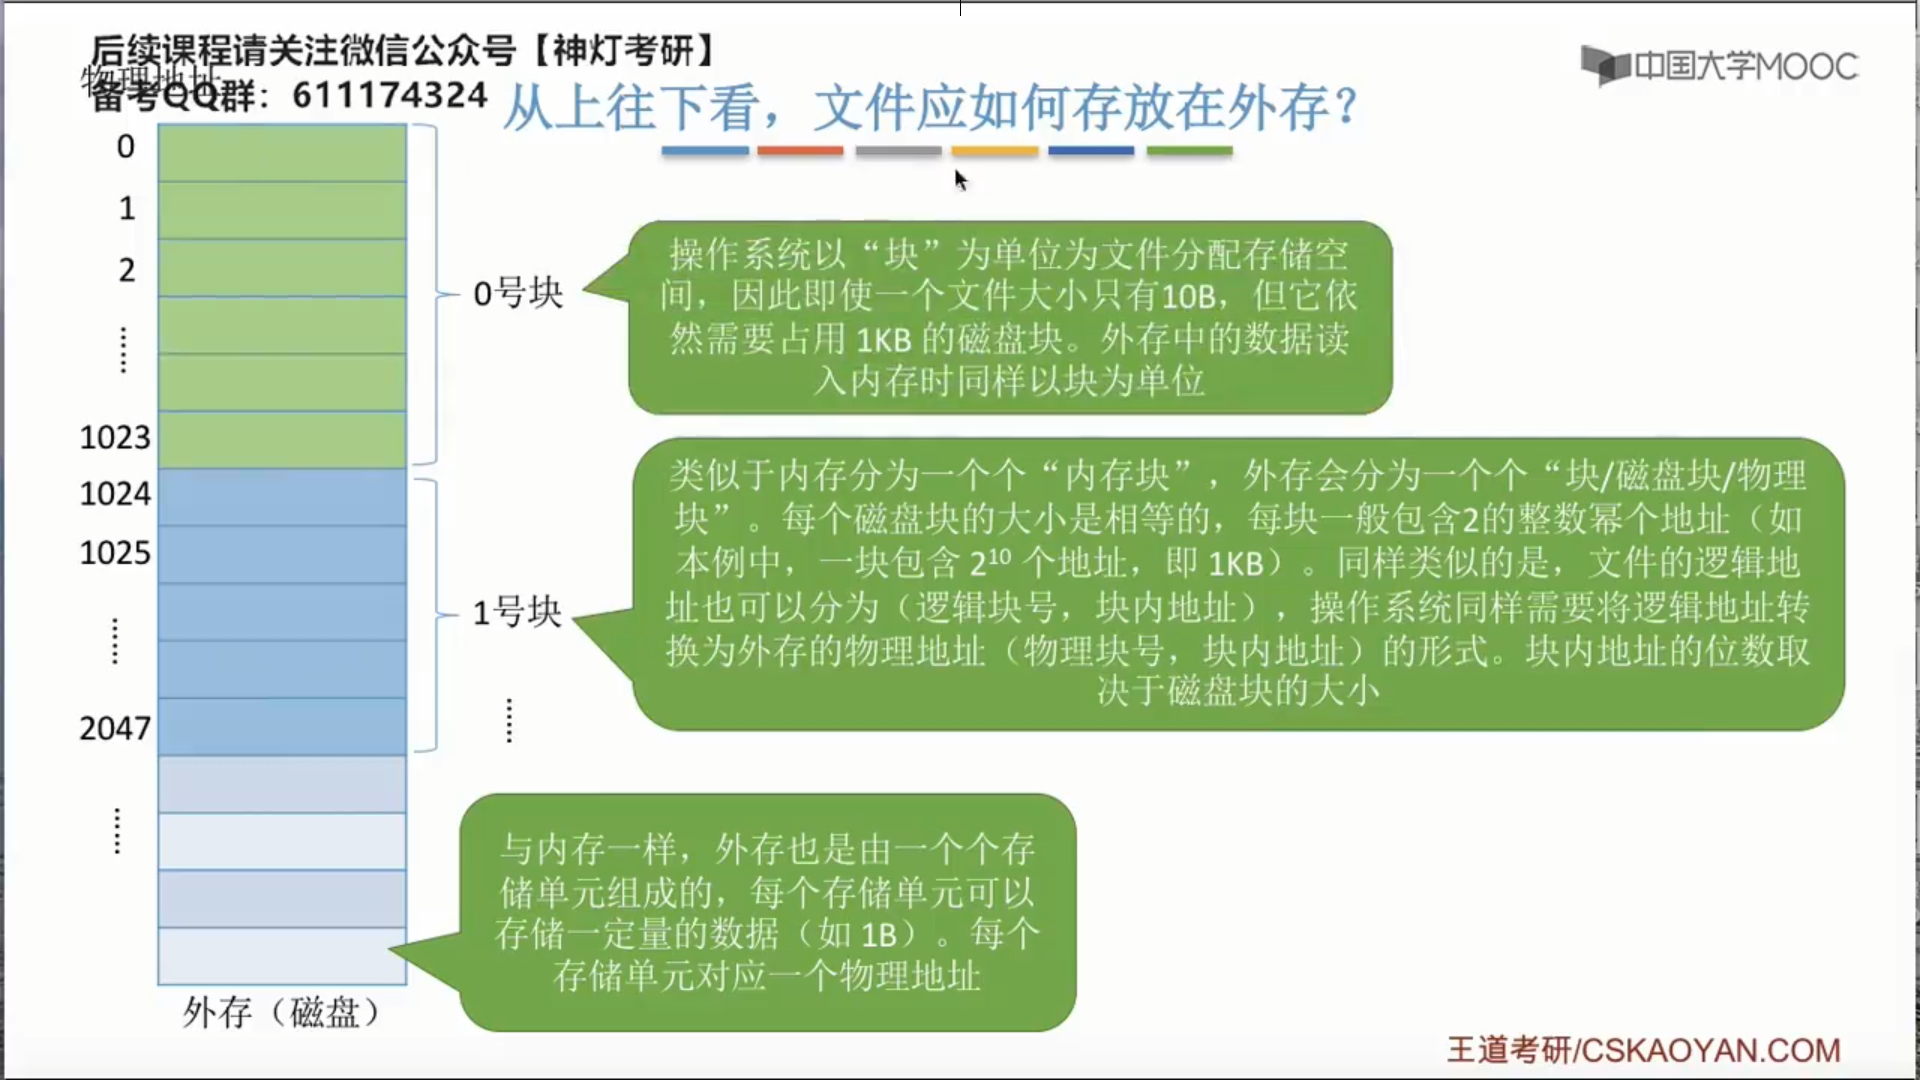 后续课程请关注微信公众号【神灯考研】
物理地址
备考QQ群：611174324
中国大学MOOC
从上往下看，文件应如何存放在外存？
0
1
2
……
1023
1024
1025
……
2047
……
0号块
1号块
……
操作系统以“块”为单位为文件分配存储空
间，因此即使一个文件大小只有10B，但它依
然需要占用 1KB 的磁盘块。外存中的数据读
入内存时同样以块为单位
类似于内存分为一个个“内存块”，外存会分为一个个“块/磁盘块/物理
块”。每个磁盘块的大小是相等的，每块一般包含2的整数幂个地址（如
本例中，一块包含 2¹⁰ 个地址，即 1KB）。同样类似的是，文件的逻辑地
址也可以分为（逻辑块号，块内地址），操作系统同样需要将逻辑地址转
换为外存的物理地址（物理块号，块内地址）的形式。块内地址的位数取
决于磁盘块的大小
与内存一样，外存也是由一个个存
储单元组成的，每个存储单元可以
存储一定量的数据（如 1B）。每个
存储单元对应一个物理地址
外存（磁盘）
王道考研/CSKAOYAN.COM